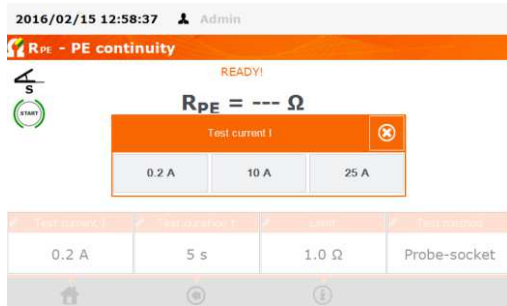 2016/02/15 12:58:37 Admin
RPE - PE continuity
READY!
S
START
RPE = --- Ω
Test current I
0.2 A 10 A 25 A
Test current I Test duration t Limit Test method
0.2 A 5 s 1.0 Ω Probe-socket